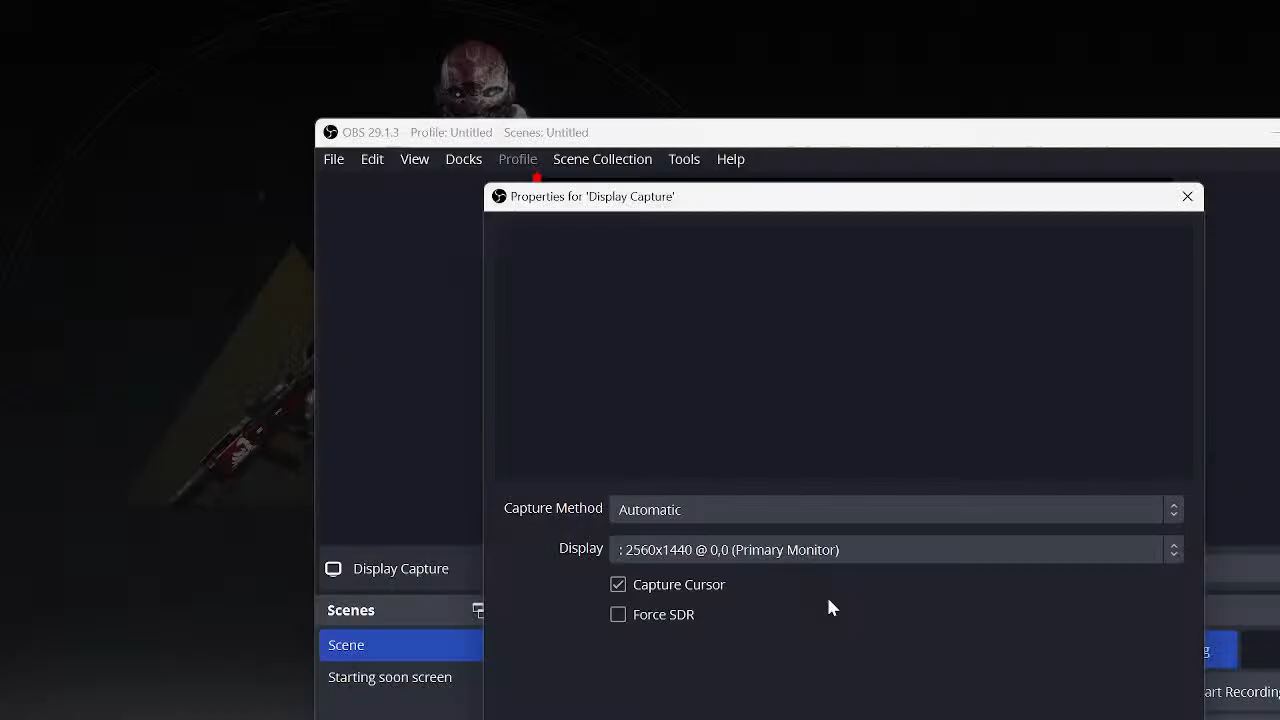 OBS 29.1.3 Profile: Untitled Scenes: Untitled
File Edit View Docks Profile Scene Collection Tools Help
Properties for 'Display Capture'
Capture Method Automatic
Display : 2560x1440 @ 0,0 (Primary Monitor)
Capture Cursor
Force SDR
Display Capture
Scenes
Scene
Starting soon screen
g
art Recording